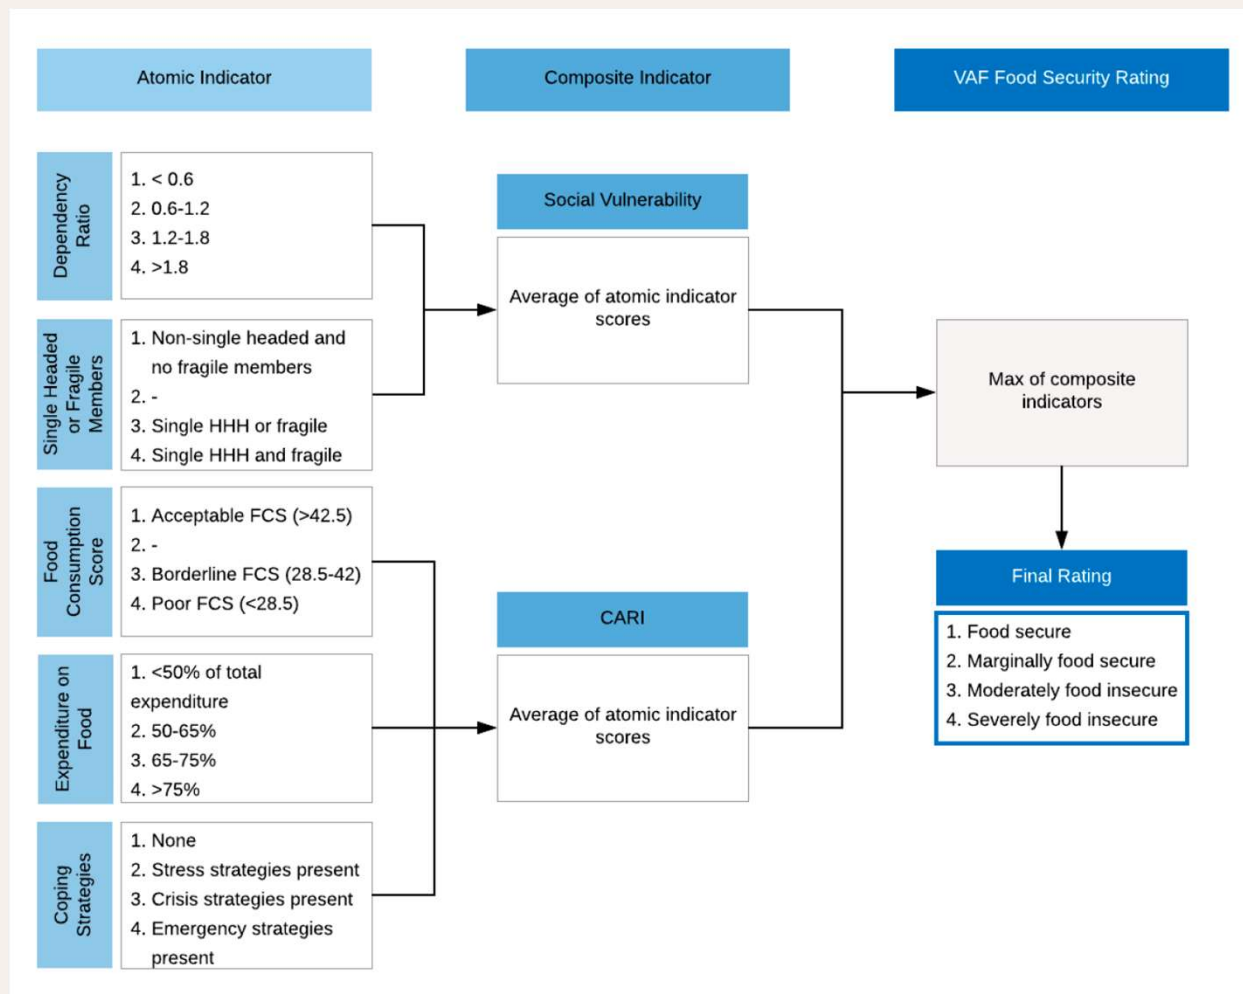 Atomic Indicator
Composite Indicator
VAF Food Security Rating
Dependency
Ratio
1. < 0.6
2. 0.6-1.2
3. 1.2-1.8
4. >1.8
Single Headed
or Fragile
Members
1. Non-single headed and
no fragile members
2. -
3. Single HHH or fragile
4. Single HHH and fragile
Food
Consumption
Score
1. Acceptable FCS (>42.5)
2. -
3. Borderline FCS (28.5-42)
4. Poor FCS (<28.5)
Expenditure on
Food
1. <50% of total
expenditure
2. 50-65%
3. 65-75%
4. >75%
Coping
Strategies
1. None
2. Stress strategies present
3. Crisis strategies present
4. Emergency strategies
present
Social Vulnerability
Average of atomic indicator
scores
CARI
Average of atomic indicator
scores
Max of composite
indicators
Final Rating
1. Food secure
2. Marginally food secure
3. Moderately food insecure
4. Severely food insecure